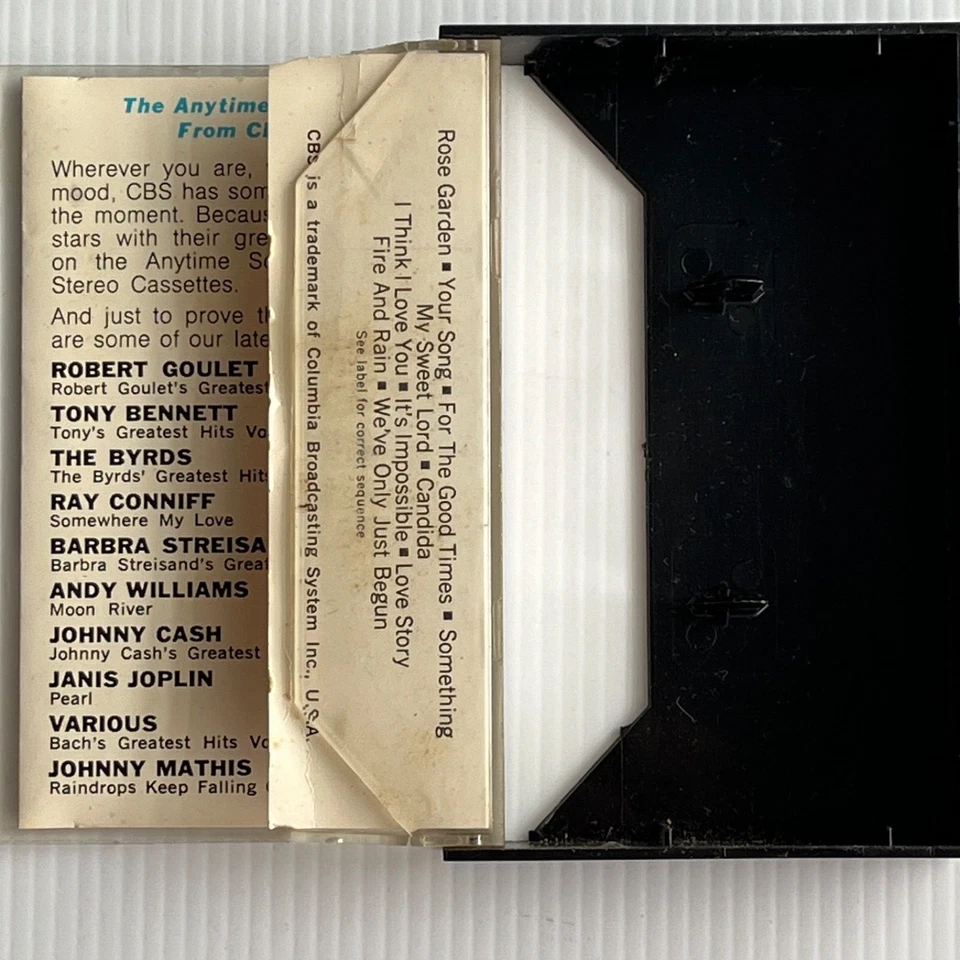 The Anytime
From
Wherever you are,
mood, CBS has som
the moment. Becaus
stars with their gre
on the Anytime
Stereo Cassettes.
And just to prove
are some of our late
ROBERT GOULET
Robert Goulet's Greatest
TONY BENNETT
Tony's Greatest Hits Vo
THE BYRDS
The Byrds' Greatest Hits
RAY CONNIFF
Somewhere My Love
BARBRA STREISA
Barbra Streisand's Great
ANDY WILLIAMS
Moon River
JOHNNY CASH
Johnny Cash's Greatest
JANIS JOPLIN
Pearl
VARIOUS
Bach's Greatest Hits Vo
JOHNNY MATHIS
Raindrops Keep Falling
Rose Garden ▪ Your Song ▪ For The Good Times ▪ Something
My Sweet Lord ▪ Candida
I Think I Love You ▪ It's Impossible ▪ Love Story
Fire And Rain ▪ We've Only Just Begun
See label for correct sequence
CBS is a trademark of Columbia Broadcasting System Inc., U.S.A.